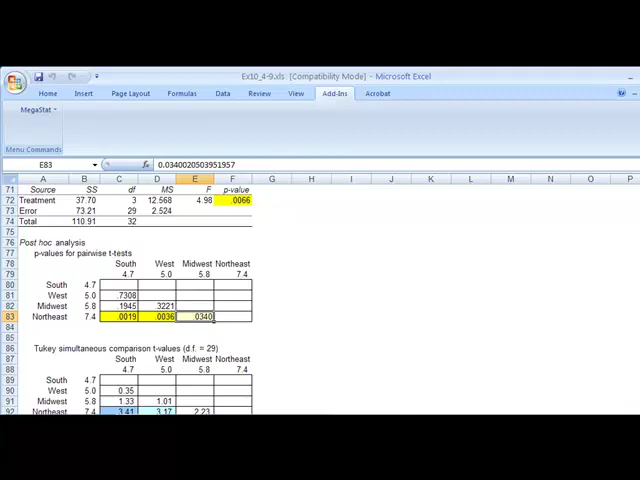 Ex10_4-9.xls [Compatibility Mode] - Microsoft Excel
Home Insert Page Layout Formulas Data Review View Add-Ins Acrobat
MegaStat
Menu Commands
E83 fx 0.0340020503951957
A B C D E F G H I J K L M N O P
71 Source SS df MS F p-value
72 Treatment 37.70 3 12.568 4.98 .0066
73 Error 73.21 29 2.524
74 Total 110.91 32
75
76 Post hoc analysis
77 p-values for pairwise t-tests
78 South West Midwest Northeast
79 4.7 5.0 5.8 7.4
80 South 4.7
81 West 5.0 .7308
82 Midwest 5.8 .1945 .3221
83 Northeast 7.4 .0019 .0036 .0340
84
85
86 Tukey simultaneous comparison t-values (d.f. = 29)
87 South West Midwest Northeast
88 4.7 5.0 5.8 7.4
89 South 4.7
90 West 5.0 0.35
91 Midwest 5.8 1.33 1.01
92 Northeast 7.4 3.41 3.17 2.23